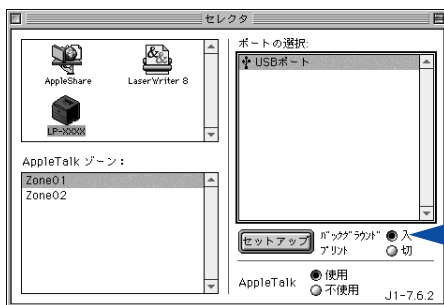 セレクタ
AppleShare
LaserWriter 8
LP-XXXX
AppleTalk ゾーン：
Zone01
Zone02
ポートの選択:
USBポート
セットアップ
バックグラウンド
プリント
入
切
AppleTalk
使用
不使用
J1-7.6.2